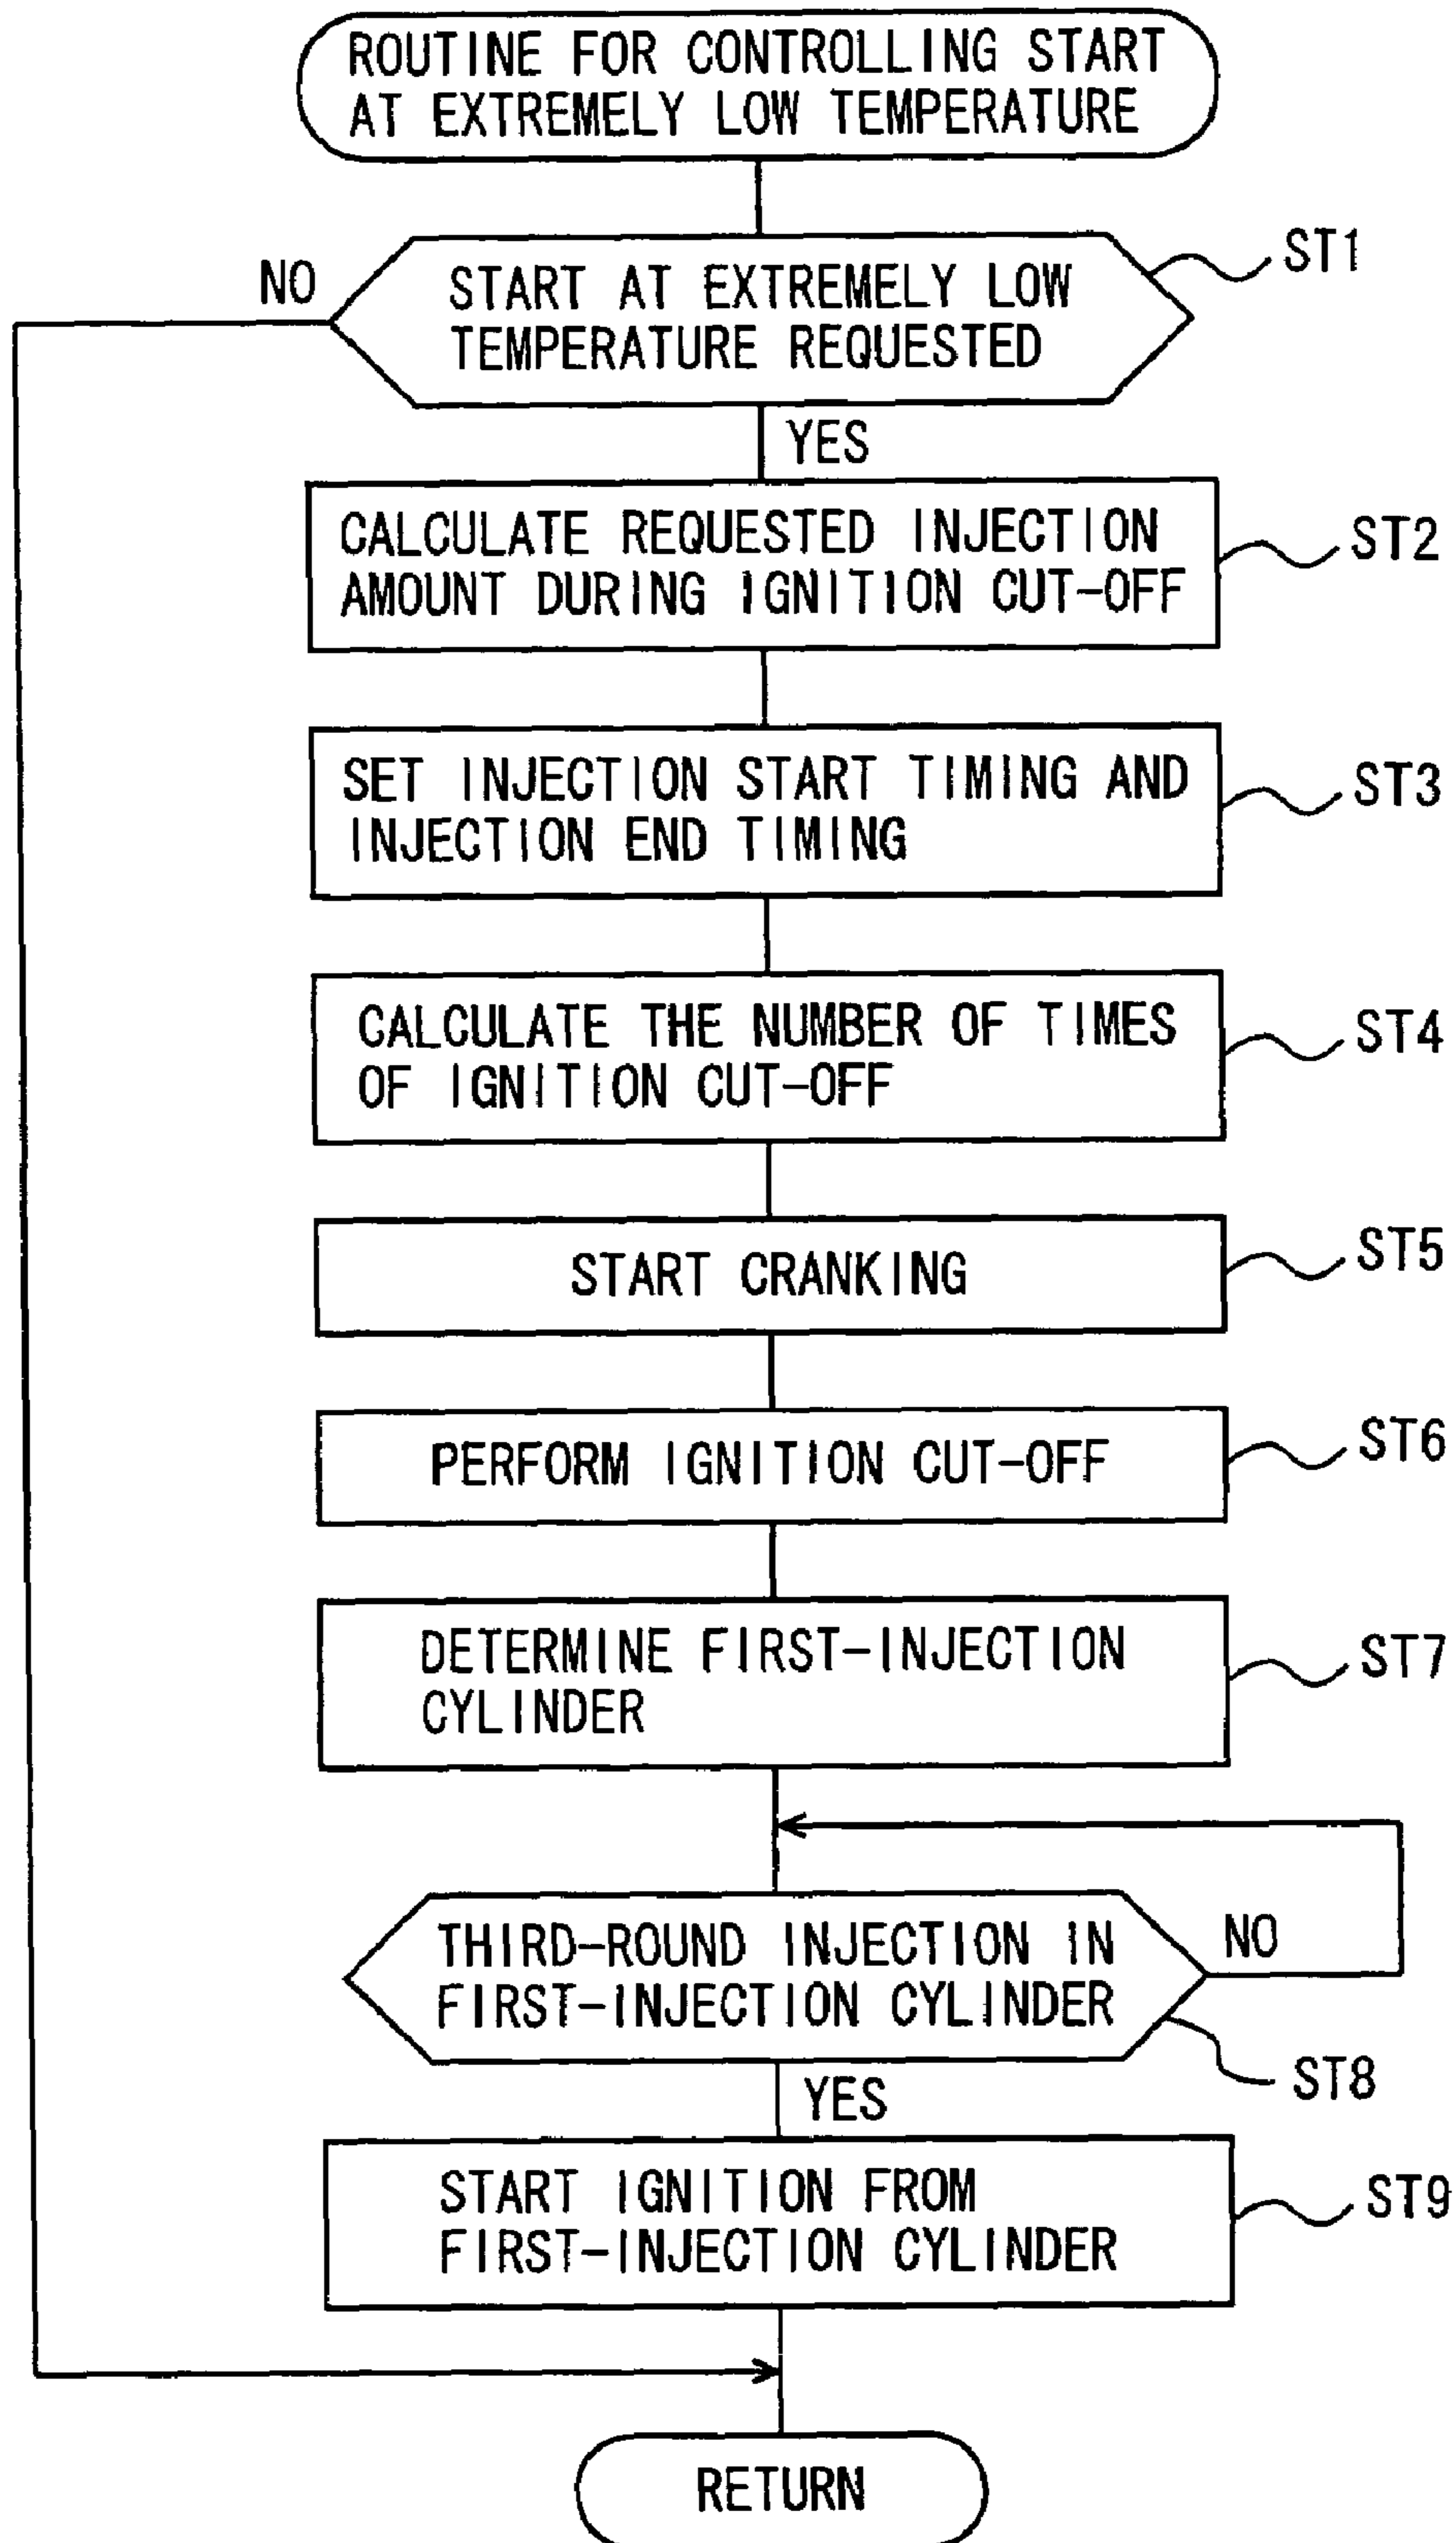 ROUTINE FOR CONTROLLING START
AT EXTREMELY LOW TEMPERATURE
NO
START AT EXTREMELY LOW
TEMPERATURE REQUESTED
ST1
YES
CALCULATE REQUESTED INJECTION
AMOUNT DURING IGNITION CUT-OFF
ST2
SET INJECTION START TIMING AND
INJECTION END TIMING
ST3
CALCULATE THE NUMBER OF TIMES
OF IGNITION CUT-OFF
ST4
START CRANKING
ST5
PERFORM IGNITION CUT-OFF
ST6
DETERMINE FIRST-INJECTION
CYLINDER
ST7
THIRD-ROUND INJECTION IN
FIRST-INJECTION CYLINDER
NO
ST8
YES
START IGNITION FROM
FIRST-INJECTION CYLINDER
ST9
RETURN